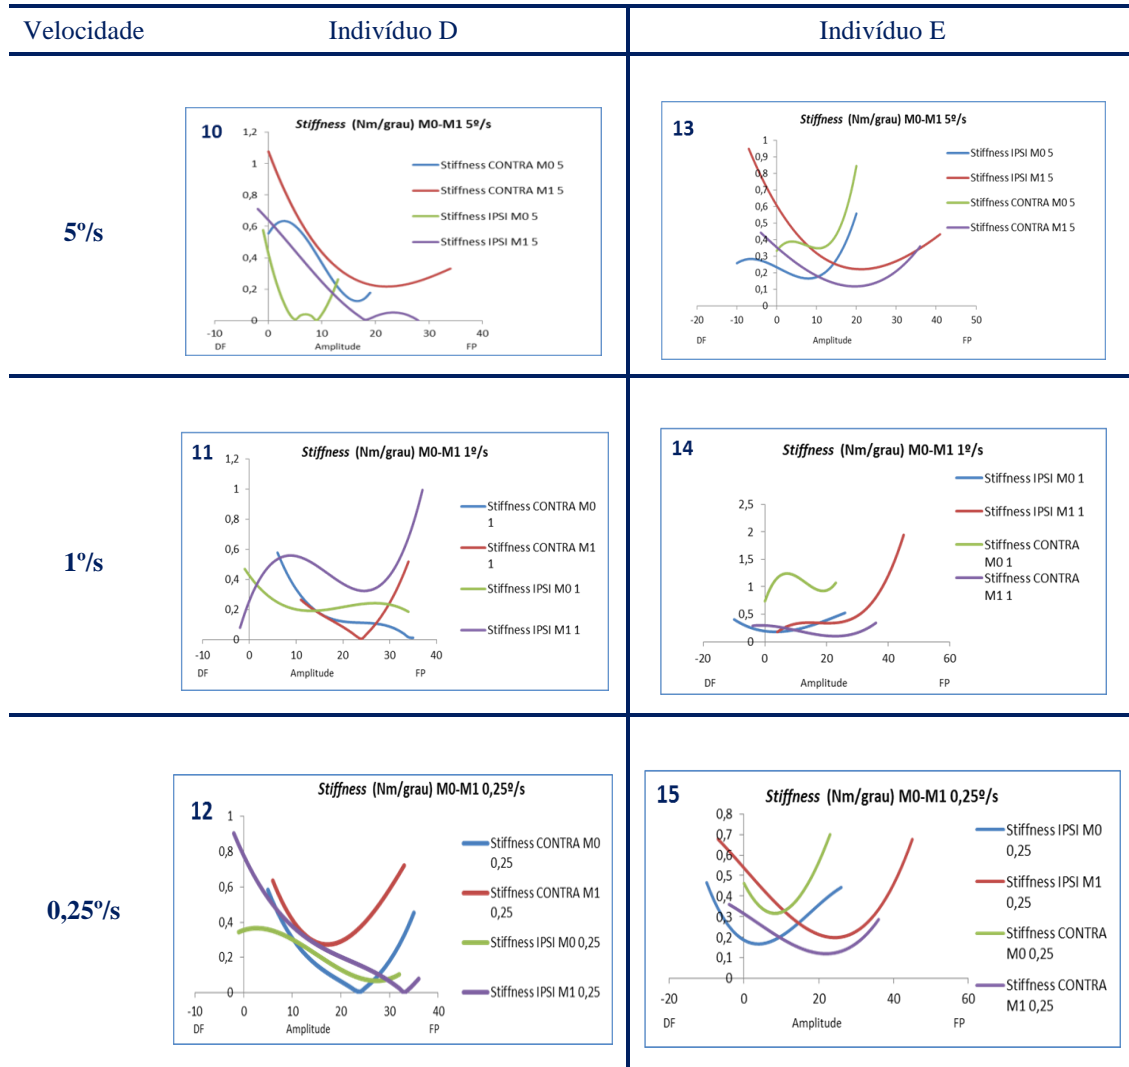 Velocidade
Indivíduo D
Indivíduo E
5º/s
10
Stiffness (Nm/grau) M0-M1 5º/s
1,2
1
0,8
0,6
0,4
0,2
0
-10
0
10
20
30
40
DF
Amplitude
FP
Stiffness CONTRA M0 5
Stiffness CONTRA M1 5
Stiffness IPSI M0 5
Stiffness IPSI M1 5
13
Stiffness (Nm/grau) M0-M1 5º/s
1
0,9
0,8
0,7
0,6
0,5
0,4
0,3
0,2
0,1
0
-20
-10
0
10
20
30
40
50
DF
Amplitude
FP
Stiffness IPSI M0 5
Stiffness IPSI M1 5
Stiffness CONTRA M0 5
Stiffness CONTRA M1 5
1º/s
11
Stiffness (Nm/grau) M0-M1 1º/s
1,2
1
0,8
0,6
0,4
0,2
0
-10
0
10
20
30
40
DF
Amplitude
FP
Stiffness CONTRA M0
1
Stiffness CONTRA M1
1
Stiffness IPSI M0 1
Stiffness IPSI M1 1
14
Stiffness (Nm/grau) M0-M1 1º/s
2,5
2
1,5
1
0,5
0
-20
0
20
40
60
DF
Amplitude
FP
Stiffness IPSI M0 1
Stiffness IPSI M1 1
Stiffness CONTRA
M0 1
Stiffness CONTRA
M1 1
0,25º/s
12
Stiffness (Nm/grau) M0-M1 0,25º/s
1
0,8
0,6
0,4
0,2
0
-10
0
10
20
30
40
DF
Amplitude
FP
Stiffness CONTRA M0
0,25
Stiffness CONTRA M1
0,25
Stiffness IPSI M0 0,25
Stiffness IPSI M1 0,25
15
Stiffness (Nm/grau) M0-M1 0,25º/s
0,8
0,7
0,6
0,5
0,4
0,3
0,2
0,1
0
-20
0
20
40
60
DF
Amplitude
FP
Stiffness IPSI M0
0,25
Stiffness IPSI M1
0,25
Stiffness CONTRA
M0 0,25
Stiffness CONTRA
M1 0,25